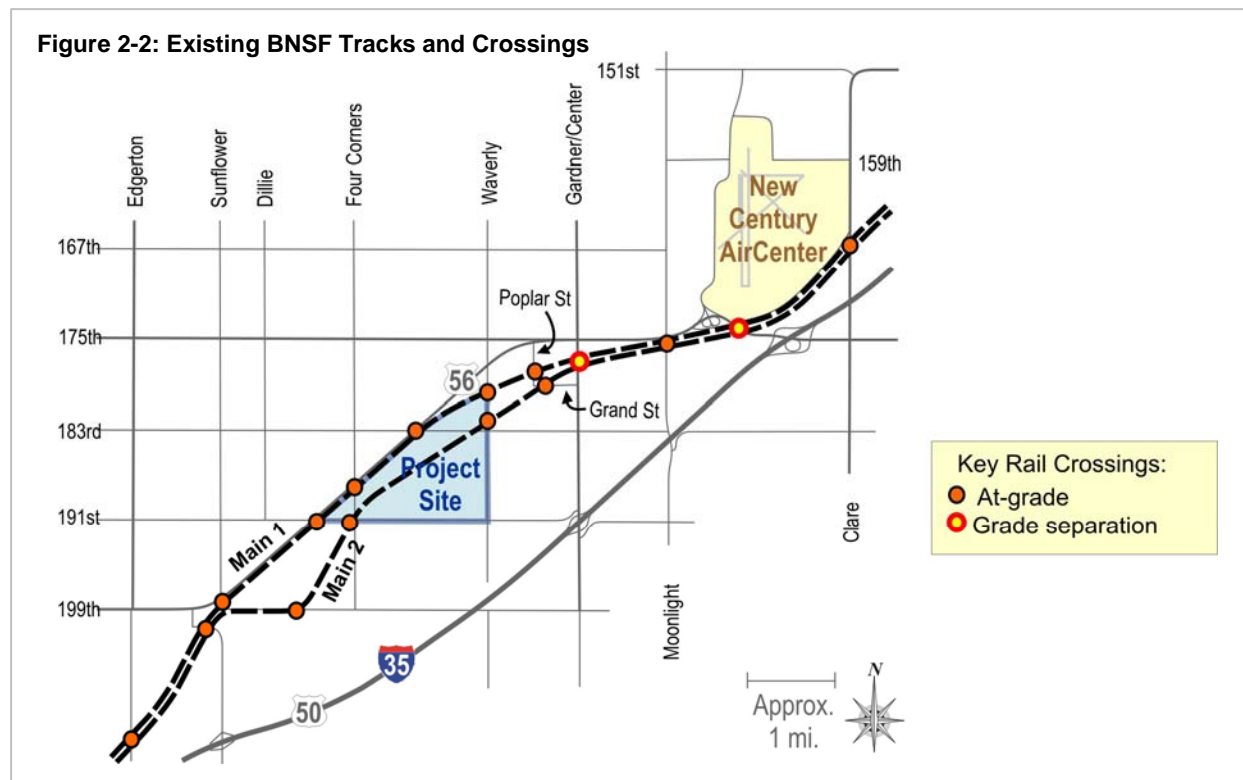 Figure 2-2: Existing BNSF Tracks and Crossings
151st
159th
Edgerton
Sunflower
Dillie
Four Corners
Waverly
Gardner/Center
New
Century
AirCenter
167th
Poplar St
175th
56
Grand St
183rd
Project
Site
Key Rail Crossings:
At-grade
Grade separation
191st
Main 1
Main 2
Clare
199th
Moonlight
35
50
Approx.
1 mi.
N